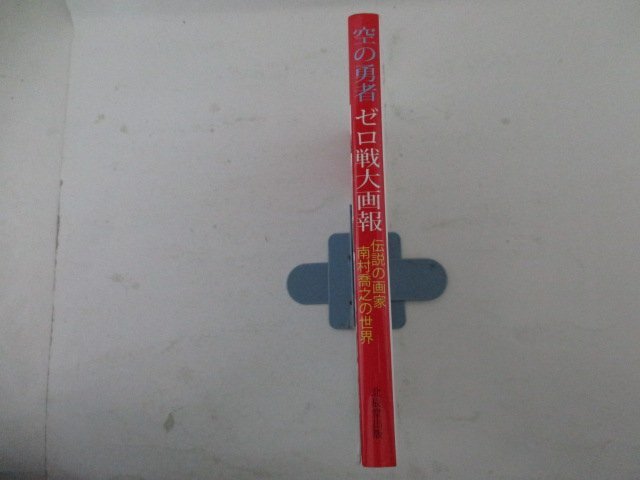 空の勇者
ゼロ戦大画報
伝説の画家
南村喬之の世界